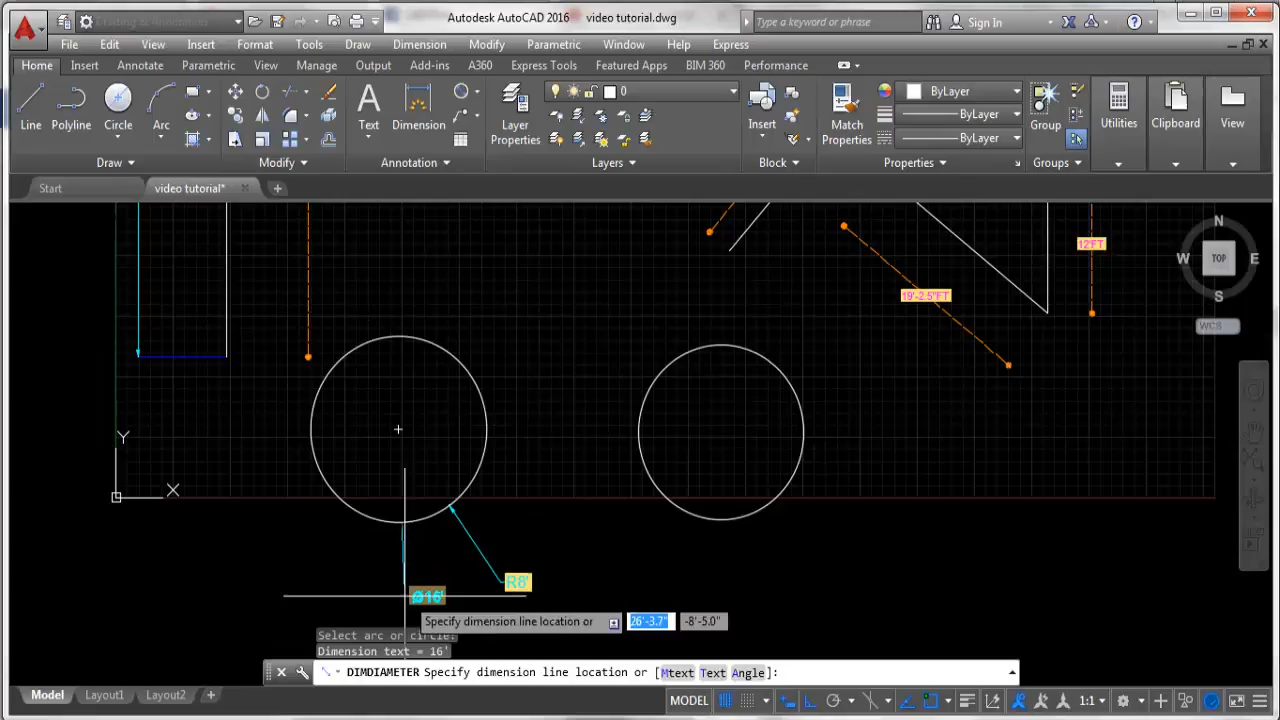 Drafting & Annotation
Autodesk AutoCAD 2016 video tutorial.dwg
Type a keyword or phrase
Sign In
File Edit View Insert Format Tools Draw Dimension Modify Parametric Window Help Express
Home Insert Annotate Parametric View Manage Output Add-ins A360 Express Tools Featured Apps BIM 360 Performance
0
ByLayer
ByLayer
ByLayer
Line Polyline Circle Arc
Text Dimension
Layer Properties
Insert
Match Properties
Group
Utilities
Clipboard
View
Draw Modify Annotation Layers Block Properties Groups
Start video tutorial*
N
W TOP E
S
WCS
12'FT
19'-2.5"FT
Y
X
R8'
Ø16'
Specify dimension line location or 26'-3.7" -8'-5.0"
Select arc or circle:
Dimension text = 16'
DIMDIAMETER Specify dimension line location or [Mtext Text Angle]:
Model Layout1 Layout2
MODEL 1:1